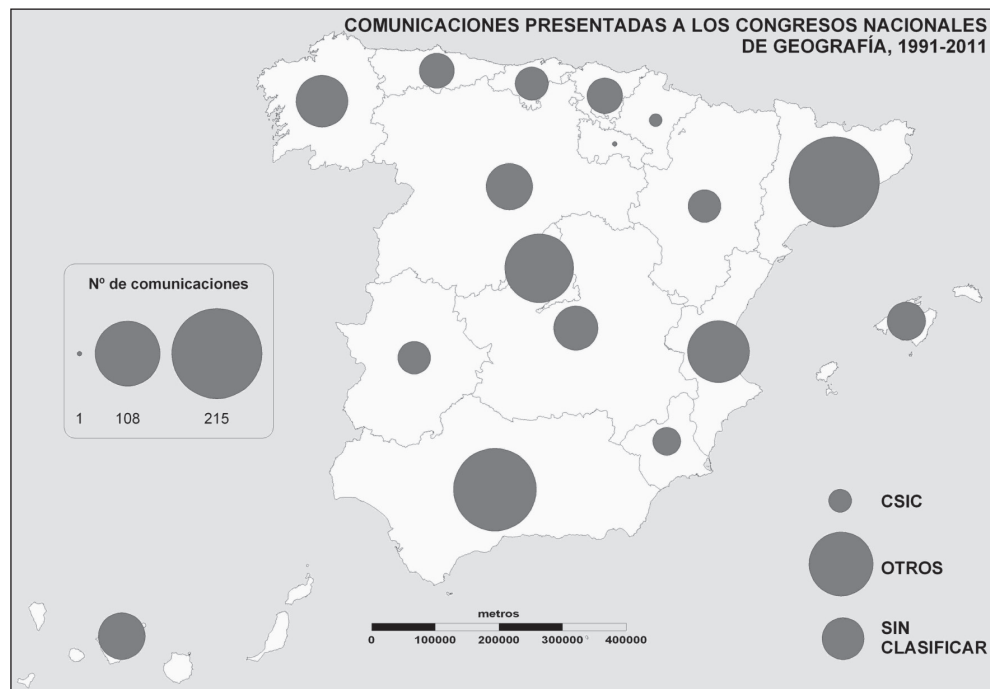 COMUNICACIONES PRESENTADAS A LOS CONGRESOS NACIONALES
DE GEOGRAFÍA, 1991-2011
Nº de comunicaciones
1 108 215
CSIC
OTROS
SIN
CLASIFICAR
metros
0 100000 200000 300000 400000